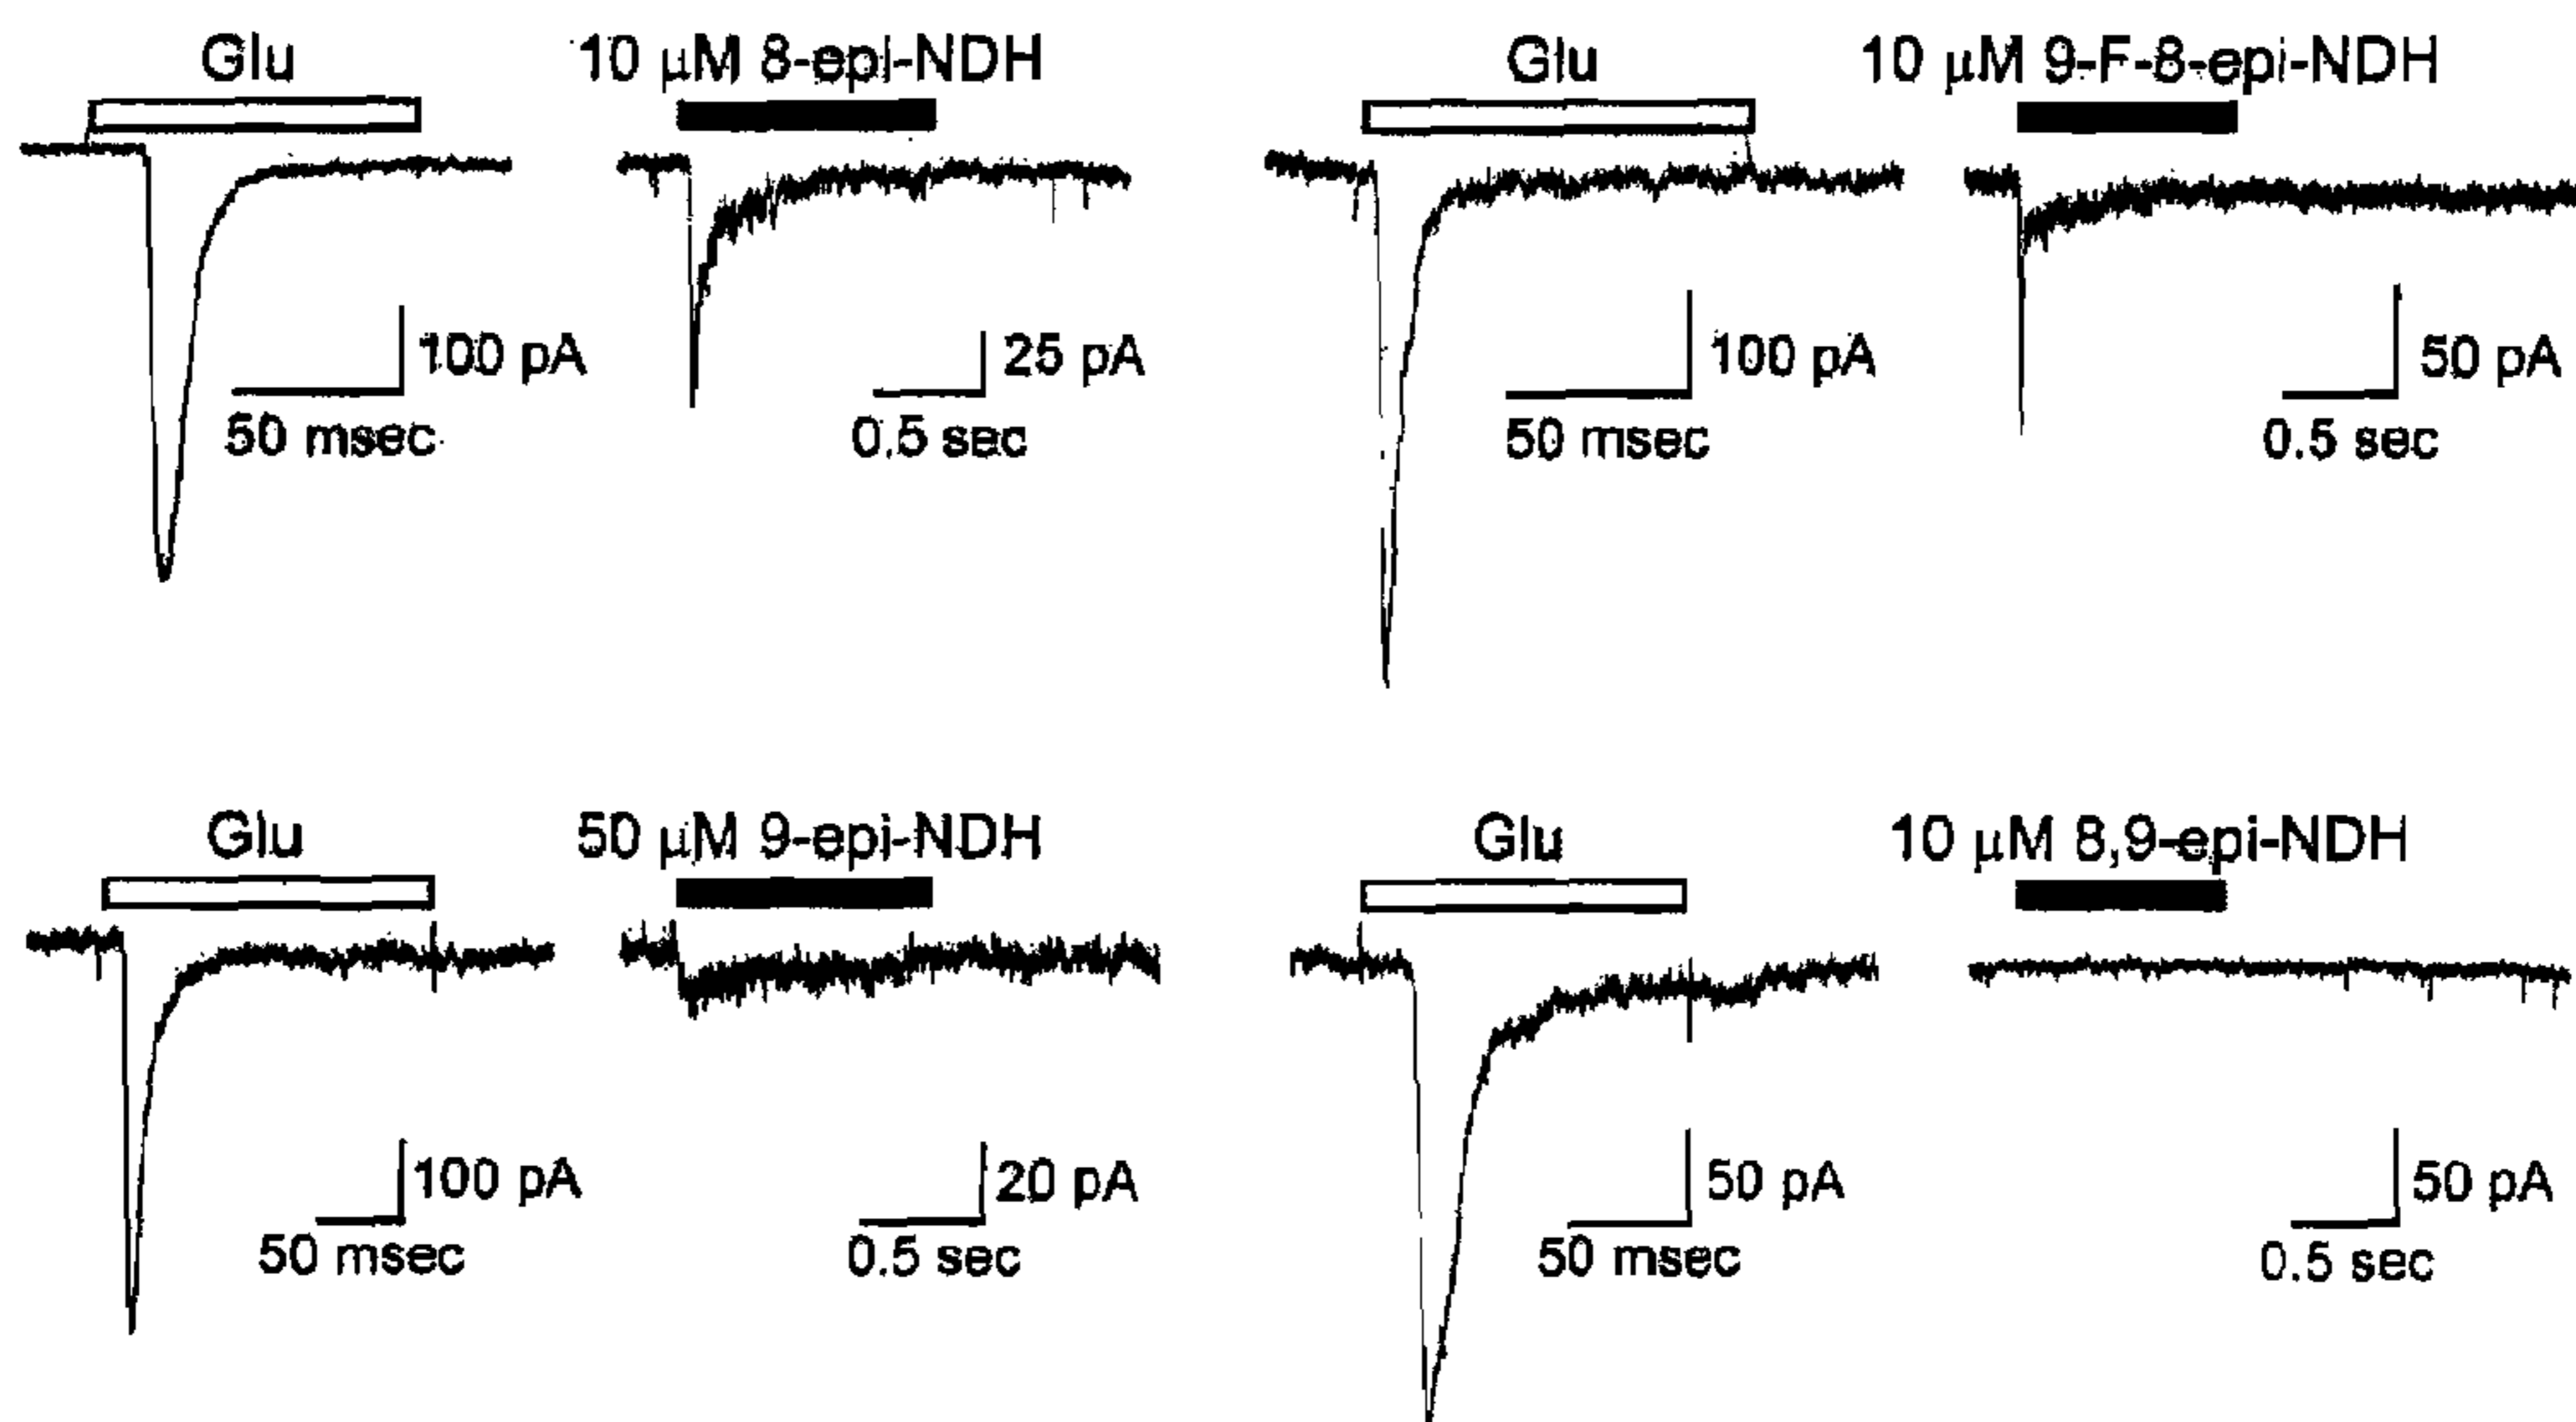 Glu
10 μM 8-epi-NDH
100 pA
50 msec
25 pA
0.5 sec
Glu
10 μM 9-F-8-epi-NDH
100 pA
50 msec
50 pA
0.5 sec
Glu
50 μM 9-epi-NDH
100 pA
50 msec
20 pA
0.5 sec
Glu
10 μM 8,9-epi-NDH
50 pA
50 msec
50 pA
0.5 sec